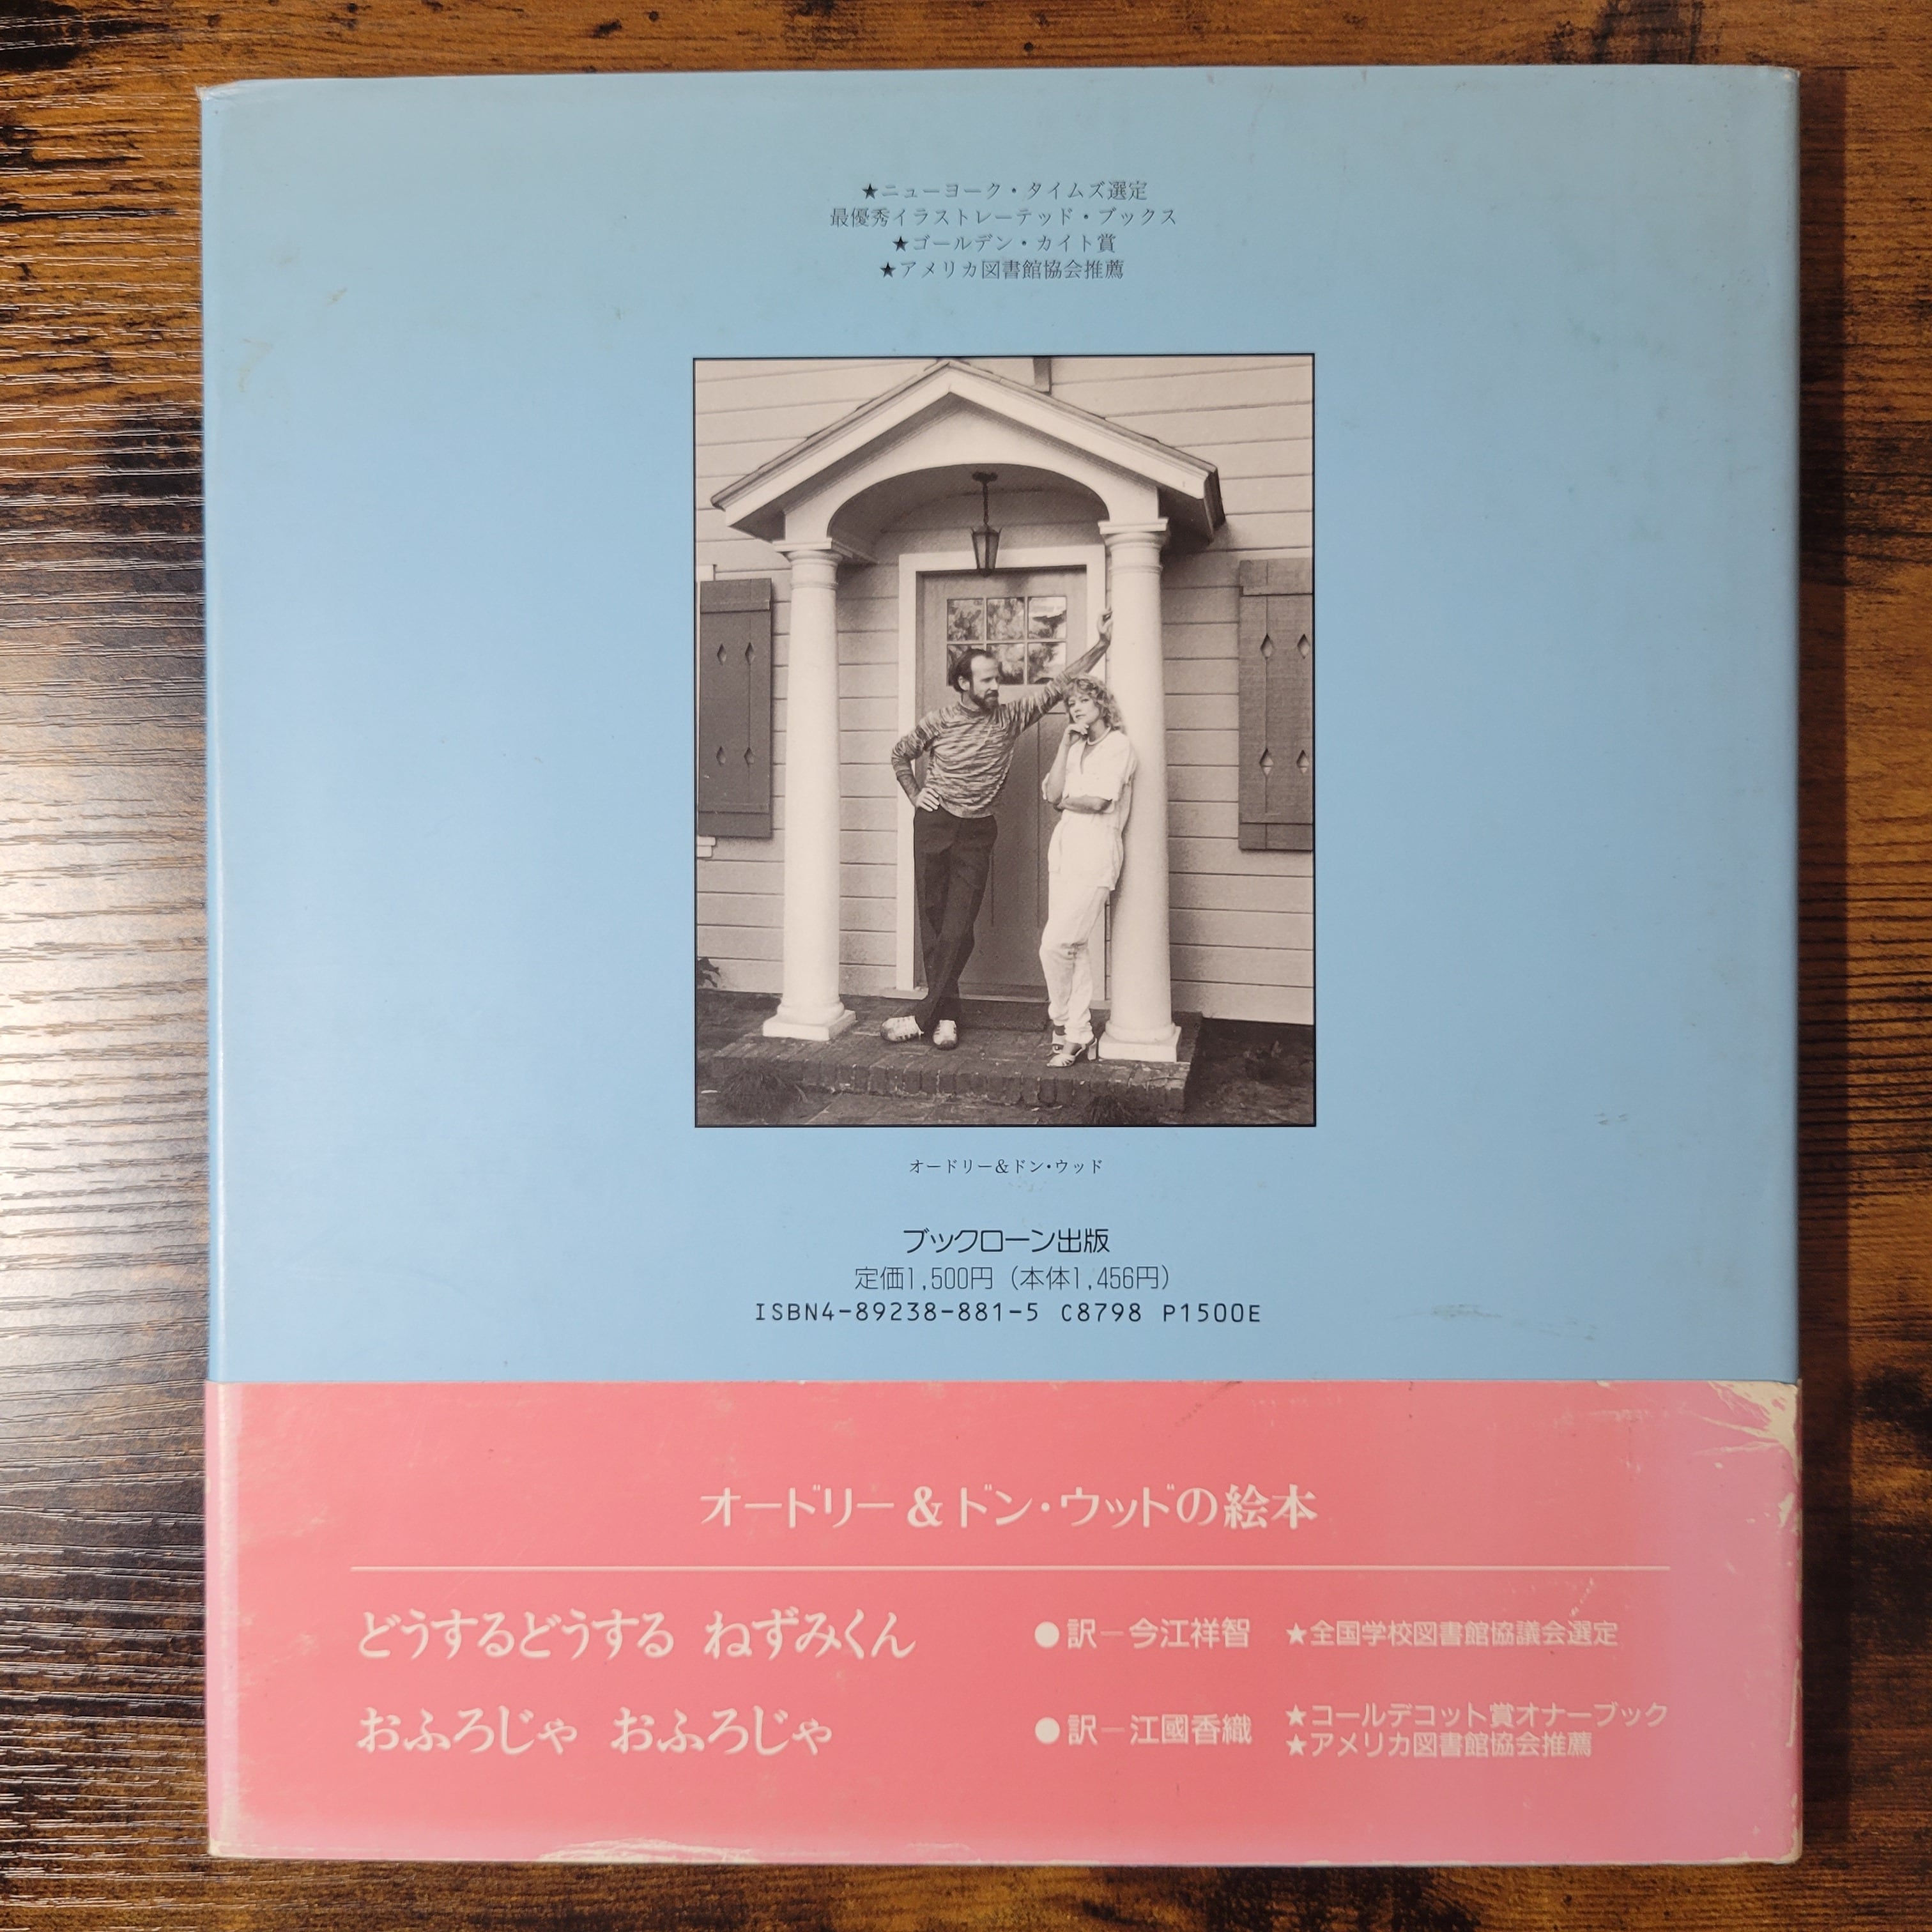 ★ニューヨーク・タイムズ選定
最優秀イラストレーテッド・ブックス
★ゴールデン・カイト賞
★アメリカ図書館協会推薦
オードリー&ドン・ウッド
ブックローン出版
定価1,500円（本体1,456円）
ISBN4-89238-881-5 C8798 P1500E
オードリー&ドン・ウッドの絵本
どうするどうする ねずみくん ●訳－今江祥智 ★全国学校図書館協議会選定
おふろじゃ おふろじゃ ●訳－江國香織 ★コールデコット賞オナーブック
★アメリカ図書館協会推薦